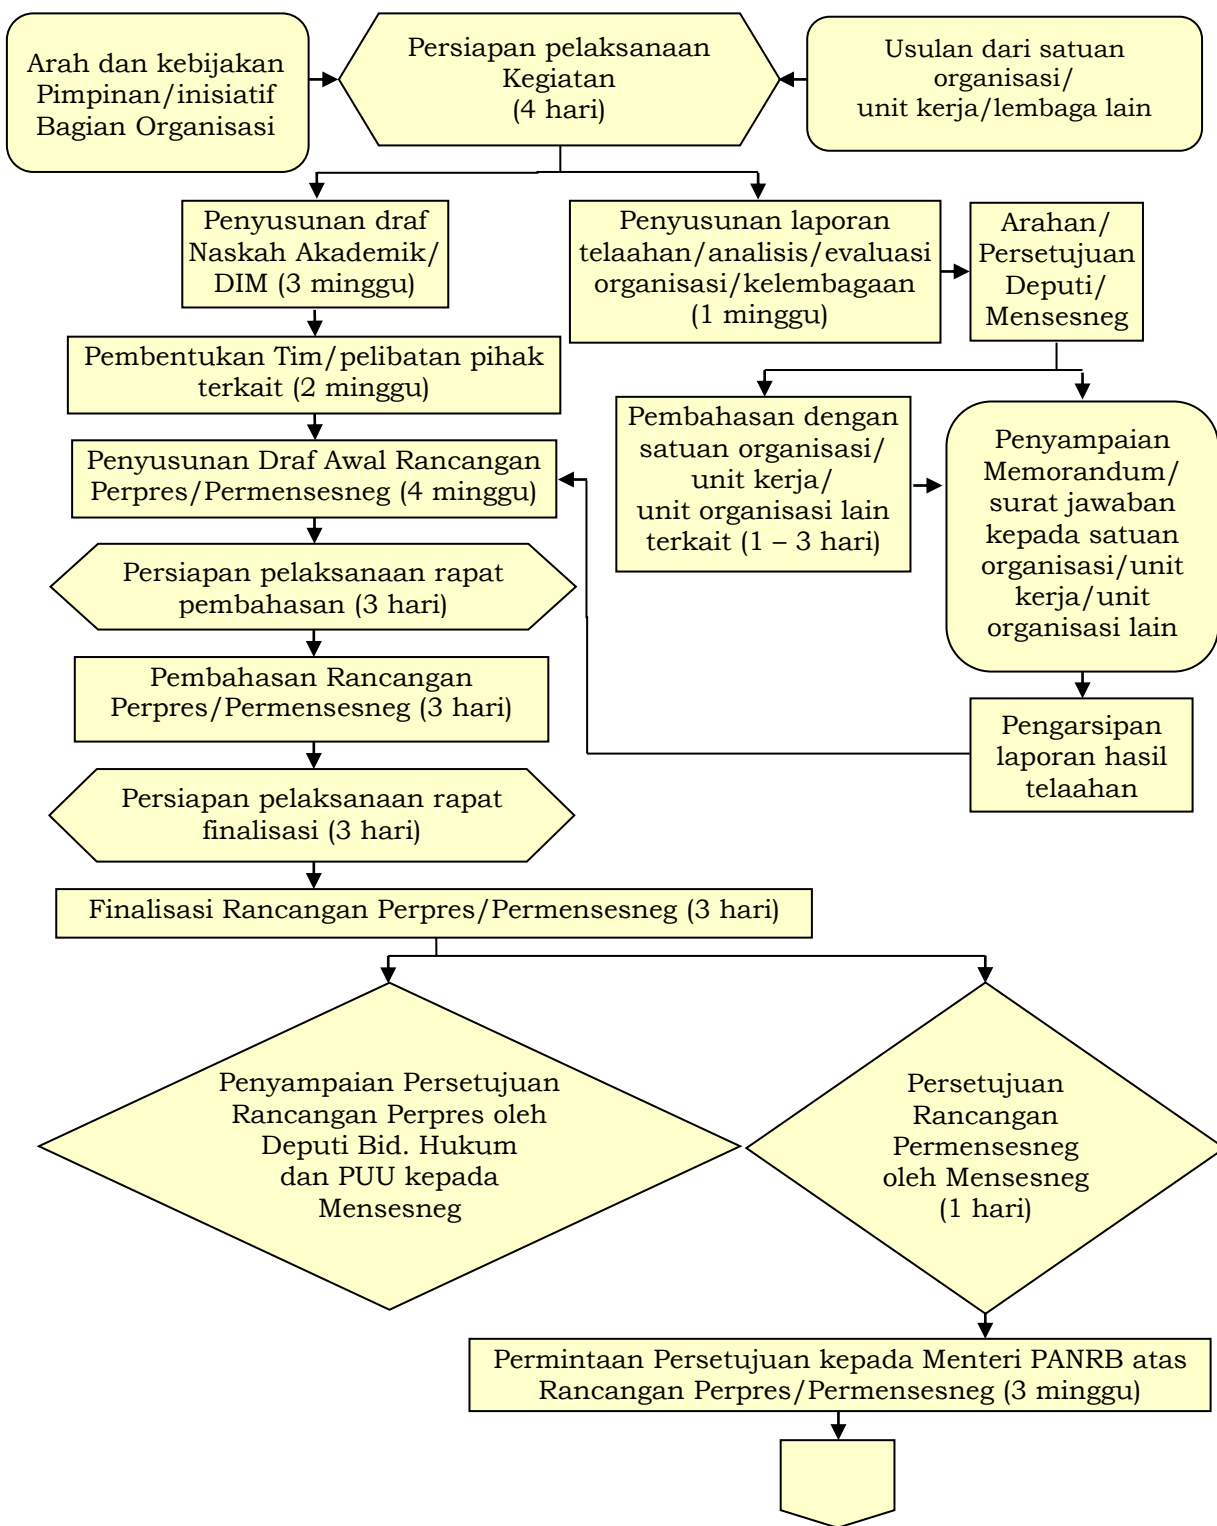 Arah dan kebijakan
Pimpinan/inisiatif
Bagian Organisasi
Persiapan pelaksanaan
Kegiatan
(4 hari)
Usulan dari satuan
organisasi/
unit kerja/lembaga lain
Penyusunan draf
Naskah Akademik/
DIM (3 minggu)
Penyusunan laporan
telaahan/analisis/evaluasi
organisasi/kelembagaan
(1 minggu)
Arahan/
Persetujuan
Deputi/
Mensesneg
Pembentukan Tim/pelibatan pihak
terkait (2 minggu)
Pembahasan dengan
satuan organisasi/
unit kerja/
unit organisasi lain
terkait (1 – 3 hari)
Penyampaian
Memorandum/
surat jawaban
kepada satuan
organisasi/unit
kerja/unit
organisasi lain
Penyusunan Draf Awal Rancangan
Perpres/Permensesneg (4 minggu)
Persiapan pelaksanaan rapat
pembahasan (3 hari)
Pembahasan Rancangan
Perpres/Permensesneg (3 hari)
Pengarsipan
laporan hasil
telaahan
Persiapan pelaksanaan rapat
finalisasi (3 hari)
Finalisasi Rancangan Perpres/Permensesneg (3 hari)
Penyampaian Persetujuan
Rancangan Perpres oleh
Deputi Bid. Hukum
dan PUU kepada
Mensesneg
Persetujuan
Rancangan
Permensesneg
oleh Mensesneg
(1 hari)
Permintaan Persetujuan kepada Menteri PANRB atas
Rancangan Perpres/Permensesneg (3 minggu)